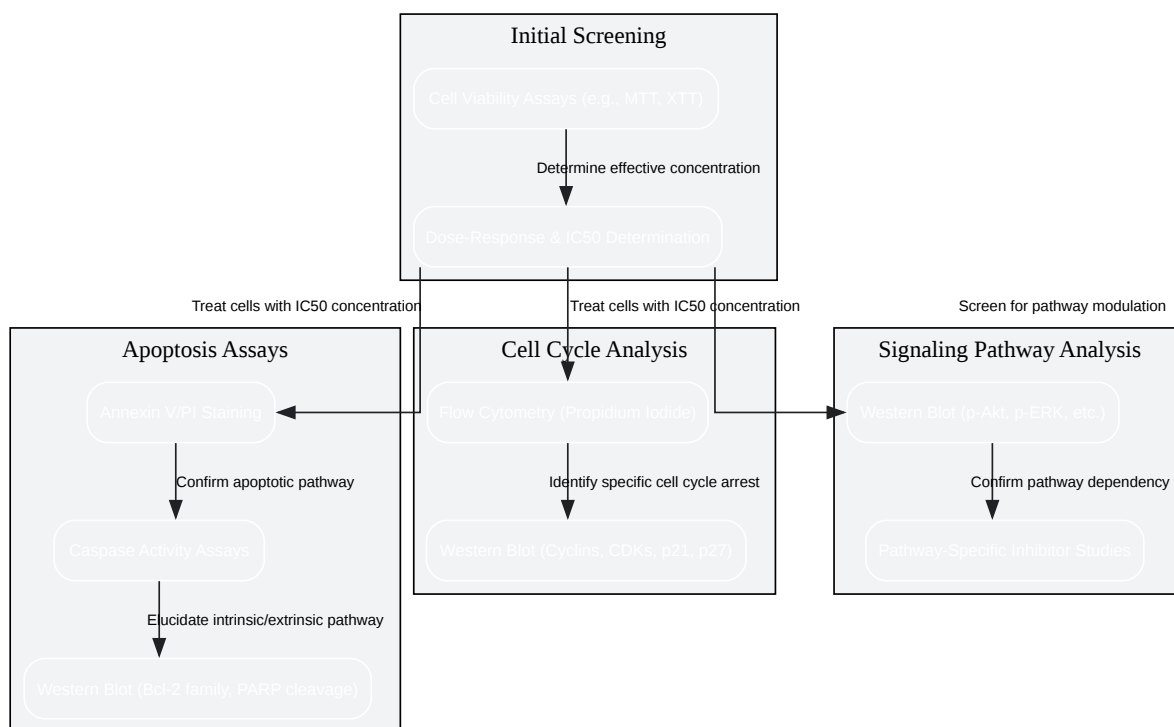 Initial Screening
Cell Viability Assays (e.g., MTT, XTT)
Determine effective concentration
Dose-Response & IC50 Determination
Treat cells with IC50 concentration
Treat cells with IC50 concentration
Screen for pathway modulation
Apoptosis Assays
Cell Cycle Analysis
Signaling Pathway Analysis
Annexin V/PI Staining
Flow Cytometry (Propidium Iodide)
Western Blot (p-Akt, p-ERK, etc.)
Confirm apoptotic pathway
Identify specific cell cycle arrest
Confirm pathway dependency
Caspase Activity Assays
Western Blot (Cyclins, CDKs, p21, p27)
Pathway-Specific Inhibitor Studies
Elucidate intrinsic/extrinsic pathway
Western Blot (Bcl-2 family, PARP cleavage)